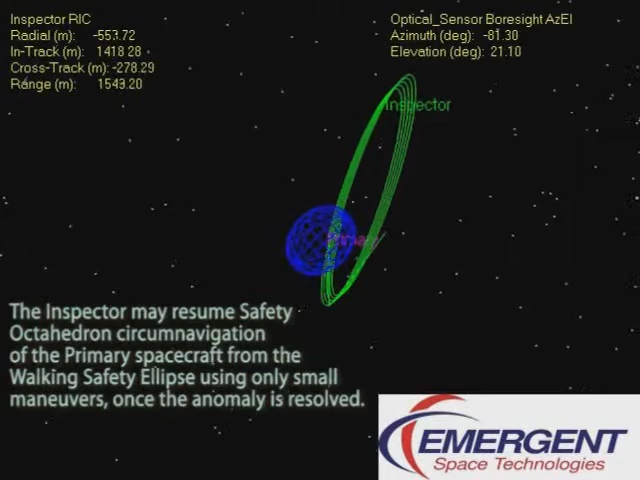 Inspector RIC
Radial (m): -553.72
In-Track (m): 1418.28
Cross-Track (m): -278.29
Range (m): 1543.20
Optical_Sensor Boresight AzEl
Azimuth (deg): -81.30
Elevation (deg): 21.10
Inspector
Primary
The Inspector may resume Safety
Octahedron circumnavigation
of the Primary spacecraft from the
Walking Safety Ellipse using only small
maneuvers, once the anomaly is resolved.
EMERGENT
Space Technologies